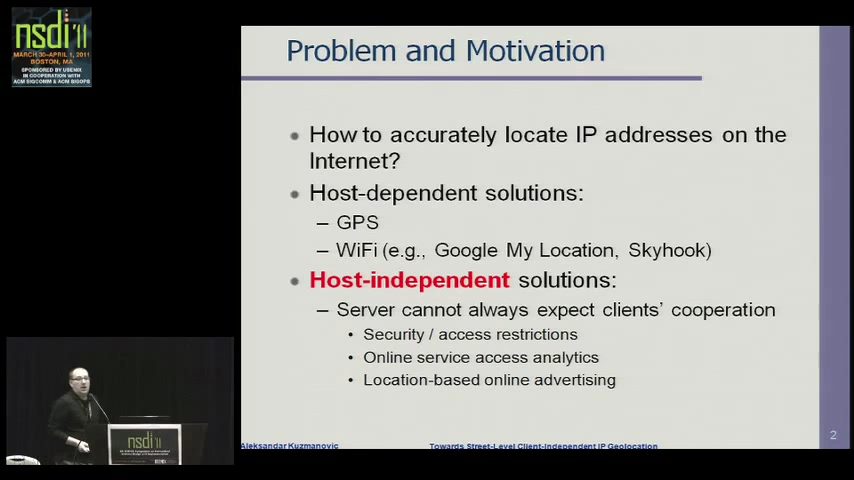 nsdi'11
MARCH 30–APRIL 1, 2011
BOSTON, MA
SPONSORED BY USENIX
IN COOPERATION WITH
ACM SIGCOMM & ACM SIGOPS
Problem and Motivation
How to accurately locate IP addresses on the
Internet?
Host-dependent solutions:
– GPS
– WiFi (e.g., Google My Location, Skyhook)
Host-independent solutions:
– Server cannot always expect clients' cooperation
• Security / access restrictions
• Online service access analytics
• Location-based online advertising
2
Aleksandar Kuzmanovic
Towards Street-Level Client-Independent IP Geolocation
nsdi'11